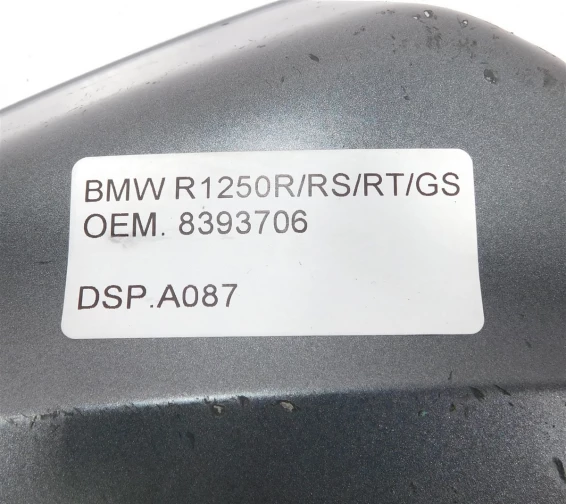 BMW R1250R/RS/RT/GS
OEM. 8393706
DSP.A087